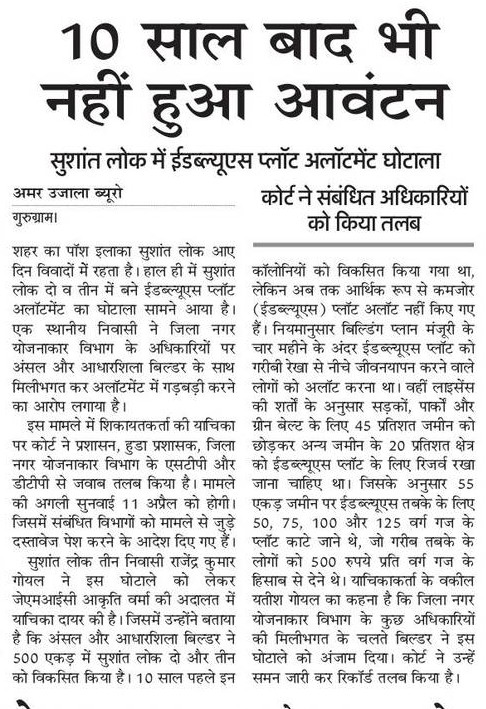 10 साल बाद भी
नहीं हुआ आवंटन
सुशांत लोक में ईडब्ल्यूएस प्लॉट अलॉटमेंट घोटाला
अमर उजाला ब्यूरो
गुरुग्राम।
शहर का पॉश इलाका सुशांत लोक आए
दिन विवादों में रहता है। हाल ही में सुशांत
लोक दो व तीन में बने ईडब्ल्यूएस प्लॉट
अलॉटमेंट का घोटाला सामने आया है।
एक स्थानीय निवासी ने जिला नगर
योजनाकार विभाग के अधिकारियों पर
अंसल और आधारशिला बिल्डर के साथ
मिलीभगत कर अलॉटमेंट में गड़बड़ी करने
का आरोप लगाया है।
इस मामले में शिकायतकर्ता की याचिका
पर कोर्ट ने प्रशासन, हुडा प्रशासक, जिला
नगर योजनाकार विभाग के एसटीपी और
डीटीपी से जवाब तलब किया है। मामले
की अगली सुनवाई 11 अप्रैल को होगी।
जिसमें संबंधित विभागों को मामले से जुड़े
दस्तावेज पेश करने के आदेश दिए गए हैं।
सुशांत लोक तीन निवासी राजेंद्र कुमार
गोयल ने इस घोटाले को लेकर
जेएमआईसी आकृति वर्मा की अदालत में
याचिका दायर की है। जिसमें उन्होंने बताया
है कि अंसल और आधारशिला बिल्डर ने
500 एकड़ में सुशांत लोक दो और तीन
को विकसित किया है। 10 साल पहले इन
कोर्ट ने संबंधित अधिकारियों
को किया तलब
कॉलोनियों को विकसित किया गया था,
लेकिन अब तक आर्थिक रूप से कमजोर
(ईडब्ल्यूएस) प्लॉट अलॉट नहीं किए गए
हैं। नियमानुसार बिल्डिंग प्लान मंजूरी के
चार महीने के अंदर ईडब्ल्यूएस प्लॉट को
गरीबी रेखा से नीचे जीवनयापन करने वाले
लोगों को अलॉट करना था। वहीं लाइसेंस
की शर्तों के अनुसार सड़कों, पार्कों और
ग्रीन बेल्ट के लिए 45 प्रतिशत जमीन को
छोड़कर अन्य जमीन के 20 प्रतिशत क्षेत्र
को ईडब्ल्यूएस प्लॉट के लिए रिजर्व रखा
जाना चाहिए था। जिसके अनुसार 55
एकड़ जमीन पर ईडब्ल्यूएस तबके के लिए
50, 75, 100 और 125 वर्ग गज के
प्लॉट काटे जाने थे, जो गरीब तबके के
लोगों को 500 रुपये प्रति वर्ग गज के
हिसाब से देने थे। याचिकाकर्ता के वकील
यतीश गोयल का कहना है कि जिला नगर
योजनाकार विभाग के कुछ अधिकारियों
की मिलीभगत के चलते बिल्डर ने इस
घोटाले को अंजाम दिया। कोर्ट ने उन्हें
समन जारी कर रिकॉर्ड तलब किया है।